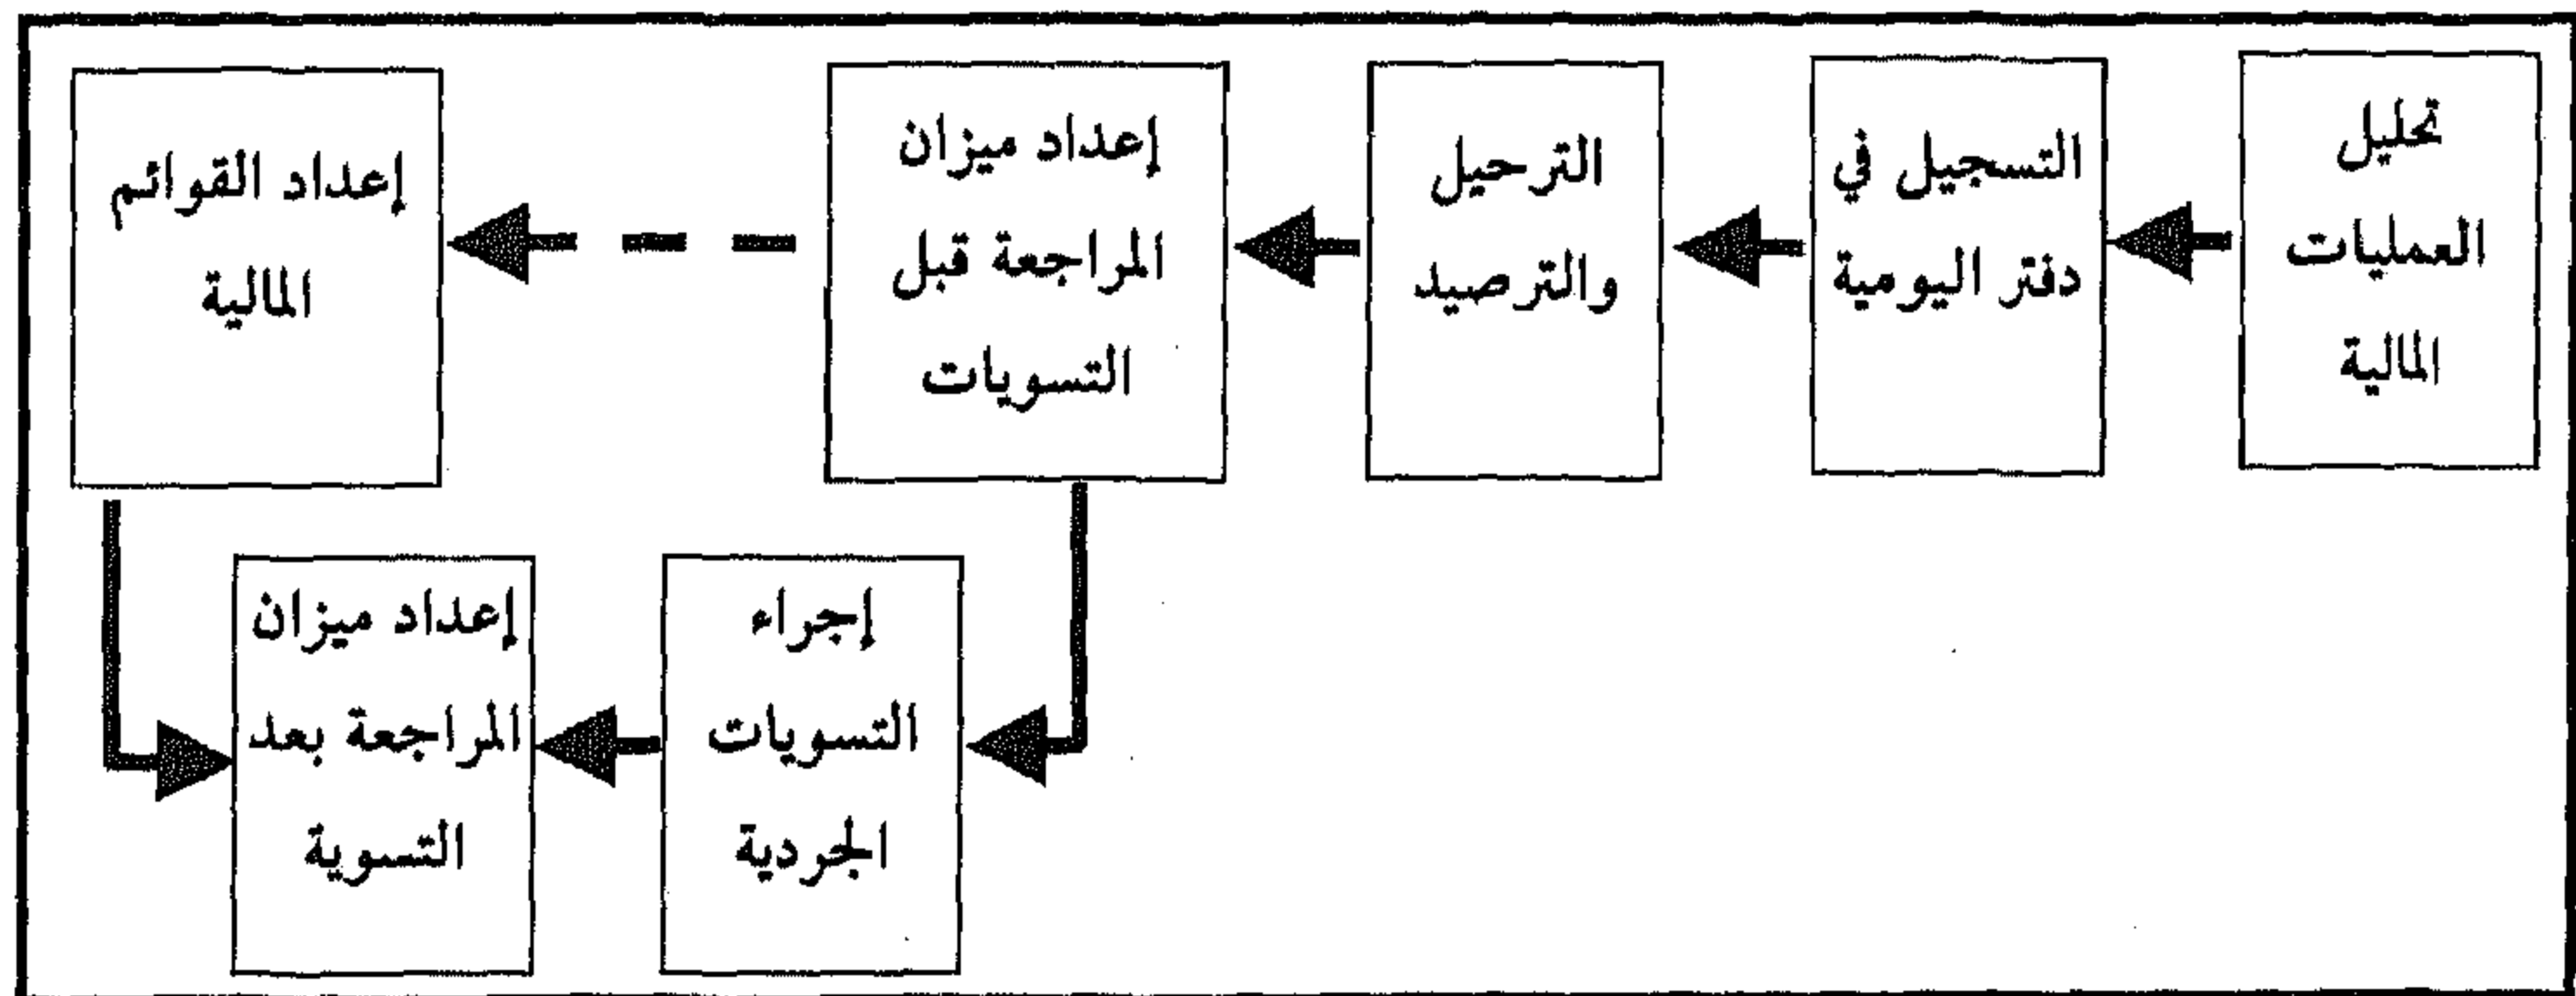 تحليل
العمليات
المالية
التسجيل في
دفتر اليومية
الترحيل
والترصيد
إعداد ميزان
المراجعة قبل
التسويات
إعداد القوائم
المالية
إجراء
التسويات
الجردية
إعداد ميزان
المراجعة بعد
التسوية